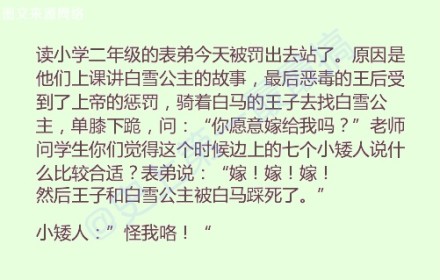 读小学二年级的表弟今天被罚出去站了。原因是
他们上课讲白雪公主的故事，最后恶毒的王后受
到了上帝的惩罚，骑着白马的王子去找白雪公
主，单膝下跪，问：“你愿意嫁给我吗？”老师
问学生你们觉得这个时候边上的七个小矮人说什
么比较合适？表弟说：“嫁！嫁！嫁！
然后王子和白雪公主被白马踩死了。”
小矮人：”怪我咯！“